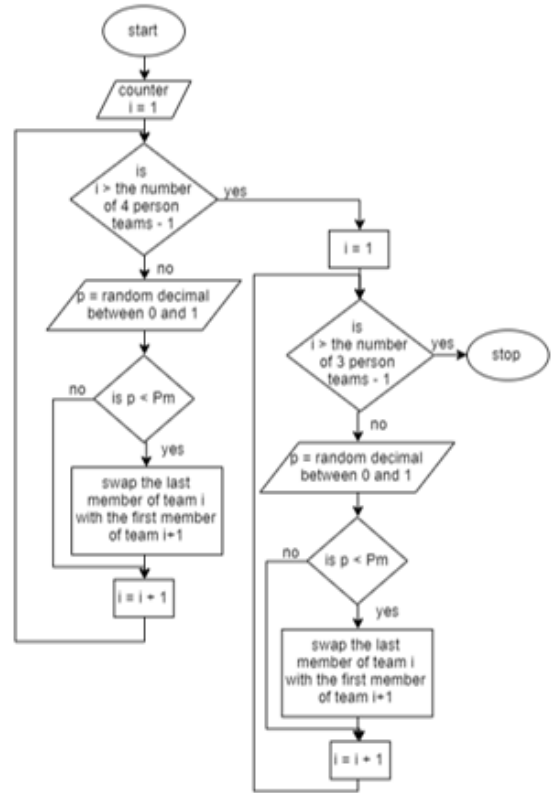 start
counter
i = 1
is
i > the number
of 4 person
teams - 1
yes
no
p = random decimal
between 0 and 1
no
is p < Pm
yes
swap the last
member of team i
with the first member
of team i+1
i = i + 1
i = 1
is
i > the number
of 3 person
teams - 1
yes
stop
no
p = random decimal
between 0 and 1
no
is p < Pm
yes
swap the last
member of team i
with the first member
of team i+1
i = i + 1